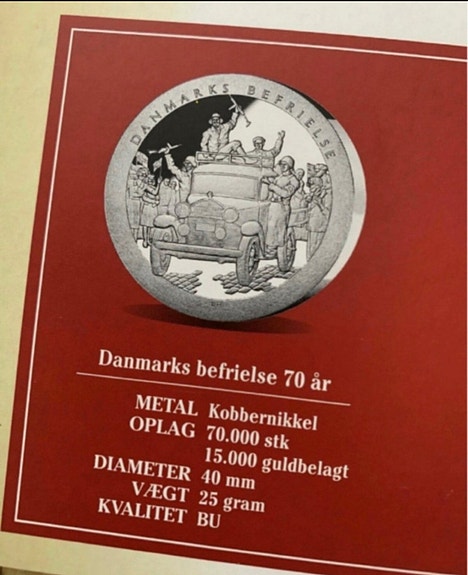 DANMARKS BEFRIELSE
Danmarks befrielse 70 år
METAL Kobbernikkel
OPLAG 70.000 stk
15.000 guldbelagt
DIAMETER 40 mm
VÆGT 25 gram
KVALITET BU